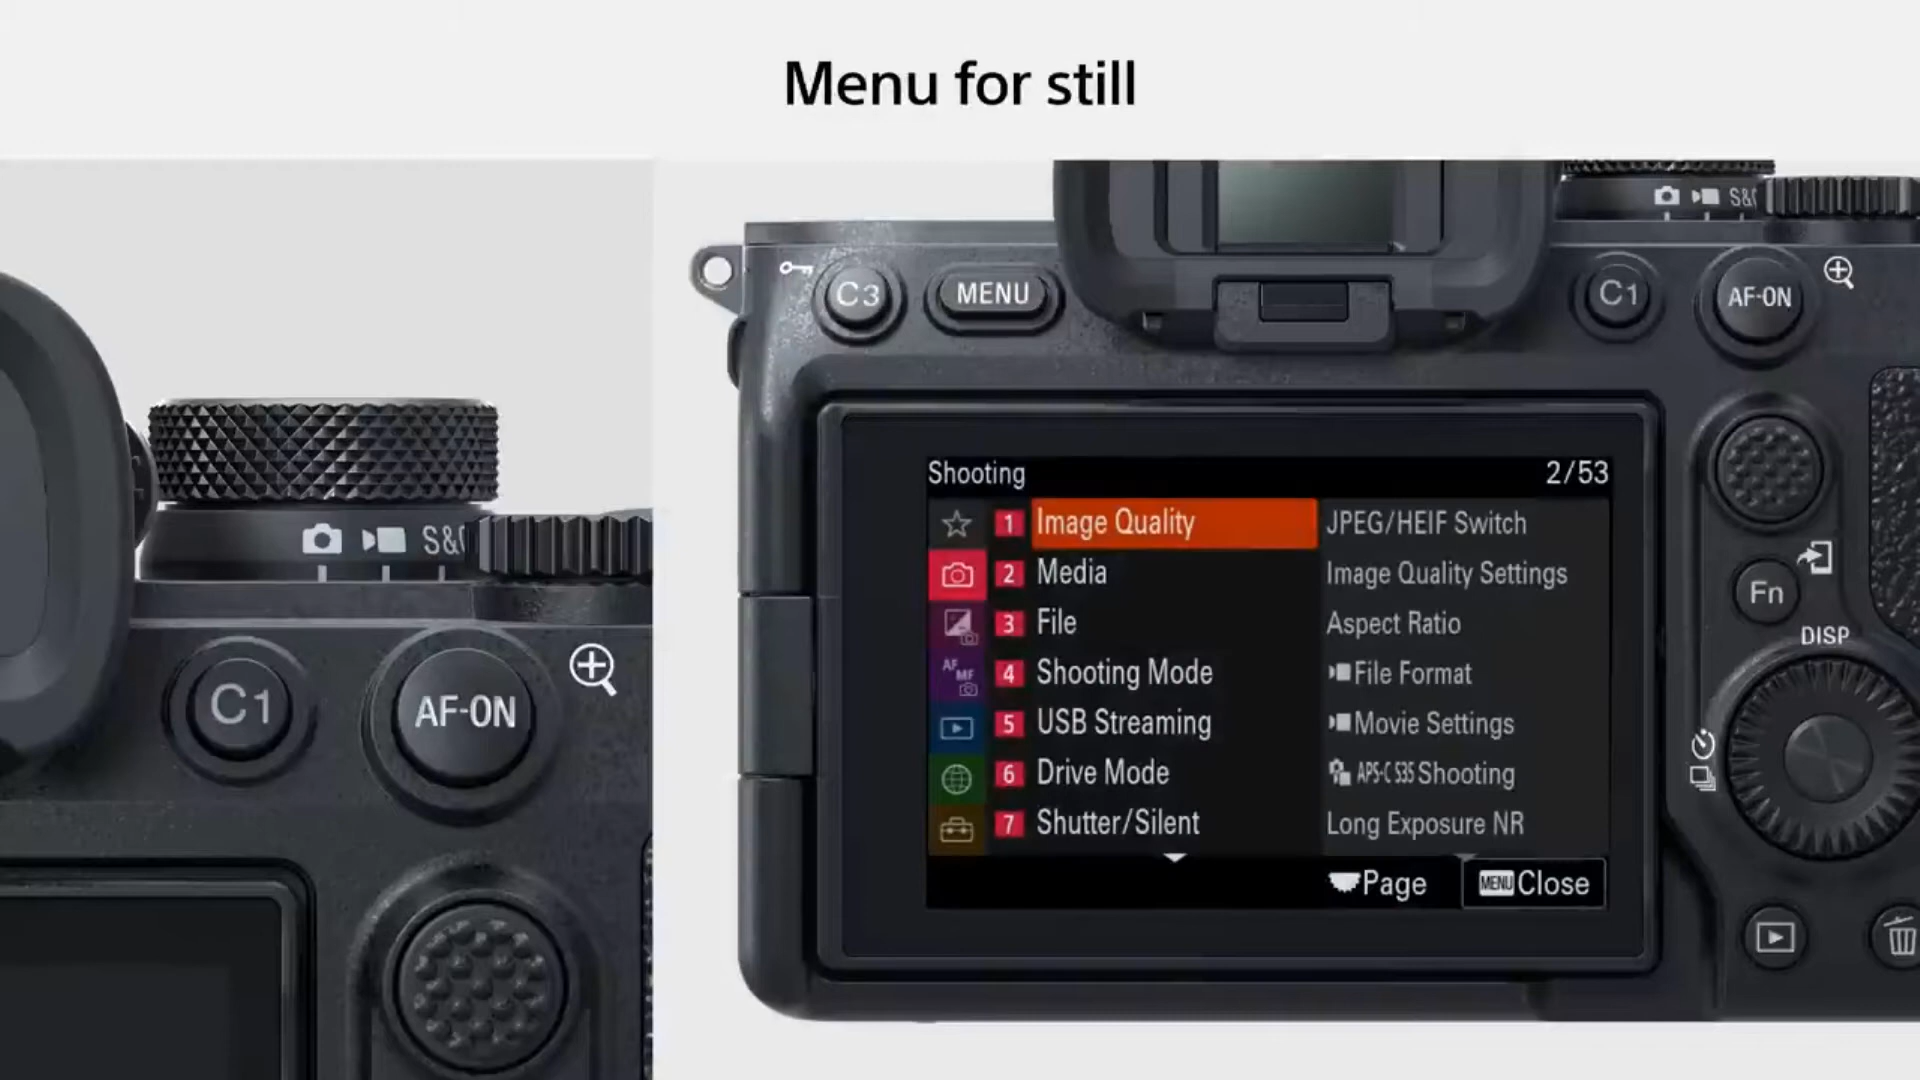 Menu for still
S&
C1
AF-ON
C3
MENU
S&
C1
AF-ON
Fn
DISP
Shooting
2/53
1 Image Quality
2 Media
3 File
4 Shooting Mode
5 USB Streaming
6 Drive Mode
7 Shutter/Silent
AF
MF
JPEG/HEIF Switch
Image Quality Settings
Aspect Ratio
File Format
Movie Settings
APS-C S35 Shooting
Long Exposure NR
Page
MENU Close